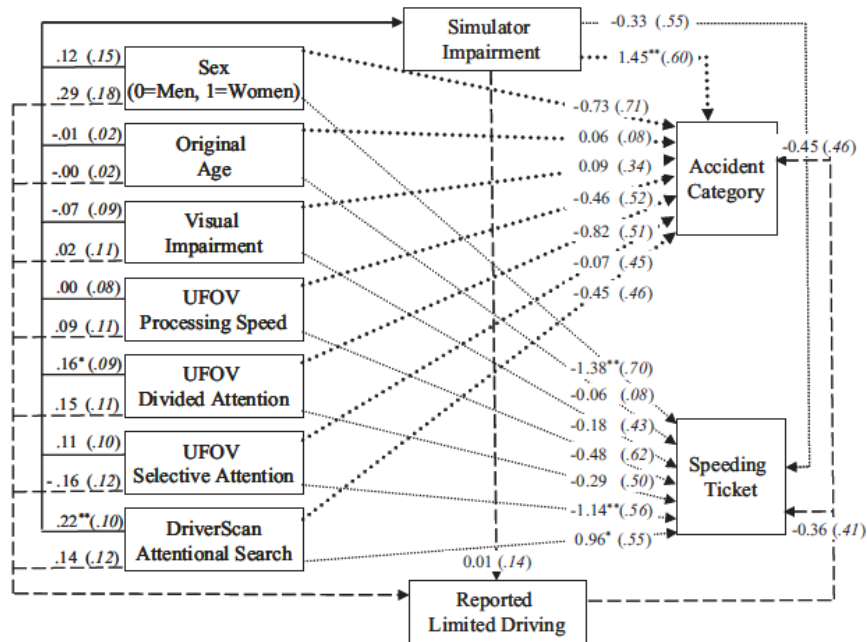 Simulator
Impairment
-0.33 (.55)
1.45**(.60)
.12 (.15)
.29 (.18)
Sex
(0=Men, 1=Women)
-.01 (.02)
-.00 (.02)
Original
Age
-.07 (.09)
.02 (.11)
Visual
Impairment
.00 (.08)
.09 (.11)
UFOV
Processing Speed
.16* (.09)
.15 (.11)
UFOV
Divided Attention
.11 (.10)
-.16 (.12)
UFOV
Selective Attention
.22**(.10)
.14 (.12)
DriverScan
Attentional Search
-0.73 (.71)
0.06 (.08)
0.09 (.34)
-0.46 (.52)
-0.82 (.51)
-0.07 (.45)
-0.45 (.46)
Accident
Category
-0.45 (.46)
-1.38**(.70)
-0.06 (.08)
-0.18 (.43)
-0.48 (.62)
-0.29 (.50)
-1.14**(.56)
0.96* (.55)
Speeding
Ticket
-0.36 (.41)
0.01 (.14)
Reported
Limited Driving